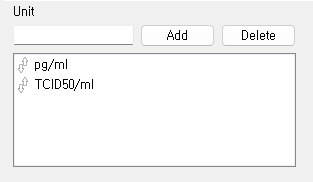 Unit
Add Delete
pg/ml
TCID50/ml